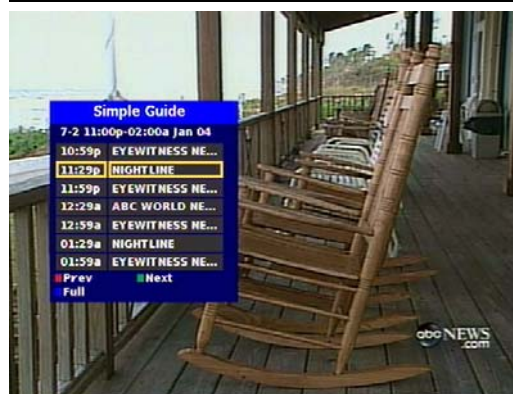 Simple Guide
7-2 11:00p-02:00a Jan 04
10:59p EYEWITNESS NE...
11:29p NIGHTLINE
11:59p EYEWITNESS NE...
12:29a ABC WORLD NE...
12:59a EYEWITNESS NE...
01:29a NIGHTLINE
01:59a EYEWITNESS NE...
Prev Next
Full
abc NEWS
.com